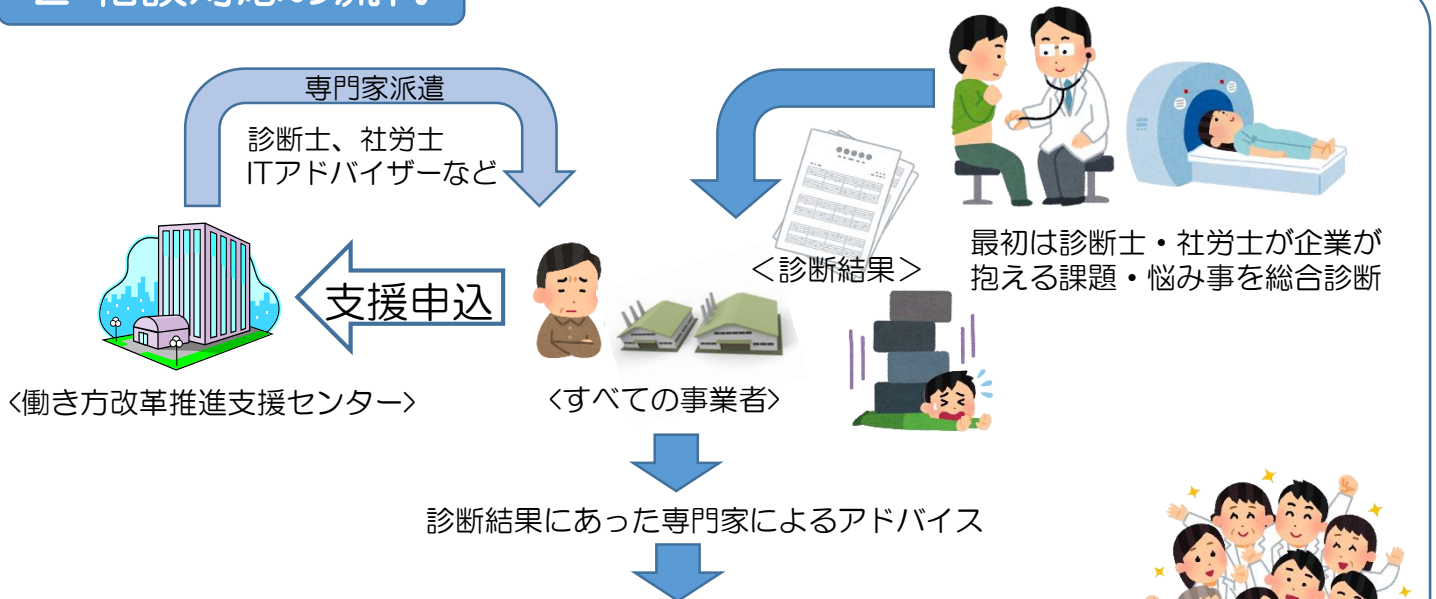 専門家派遣
診断士、社労士
ITアドバイザーなど
<診断結果>
最初は診断士・社労士が企業が
抱える課題・悩み事を総合診断
支援申込
<働き方改革推進支援センター>
<すべての事業者>
診断結果にあった専門家によるアドバイス